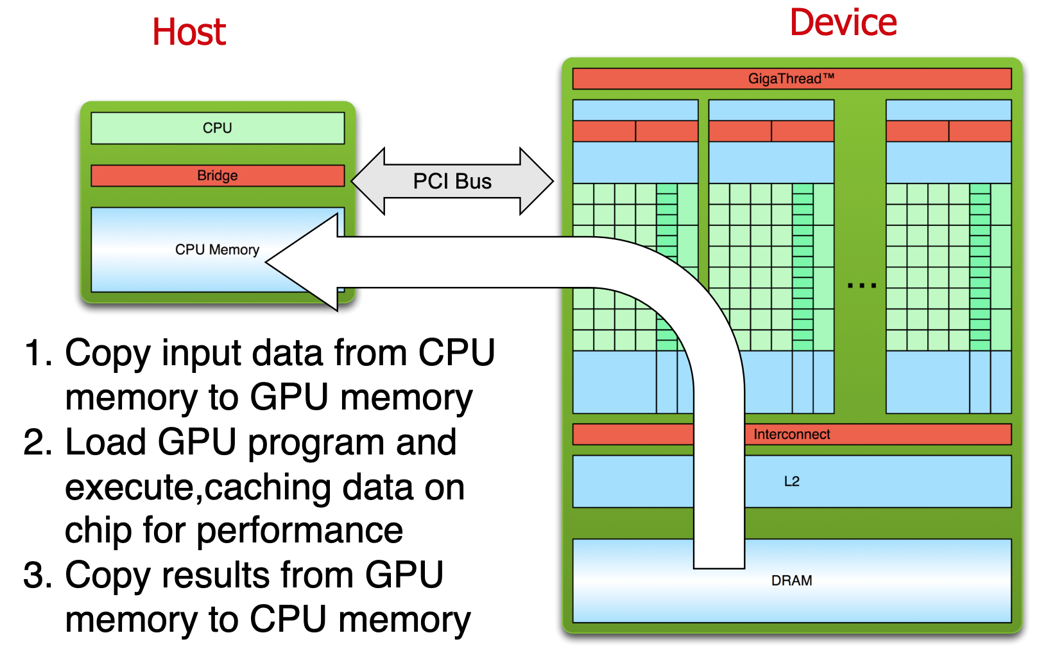 Host
Device
GigaThread™
CPU
Bridge
PCI Bus
CPU Memory
...
1. Copy input data from CPU
memory to GPU memory
2. Load GPU program and
execute,caching data on
chip for performance
3. Copy results from GPU
memory to CPU memory
Interconnect
L2
DRAM